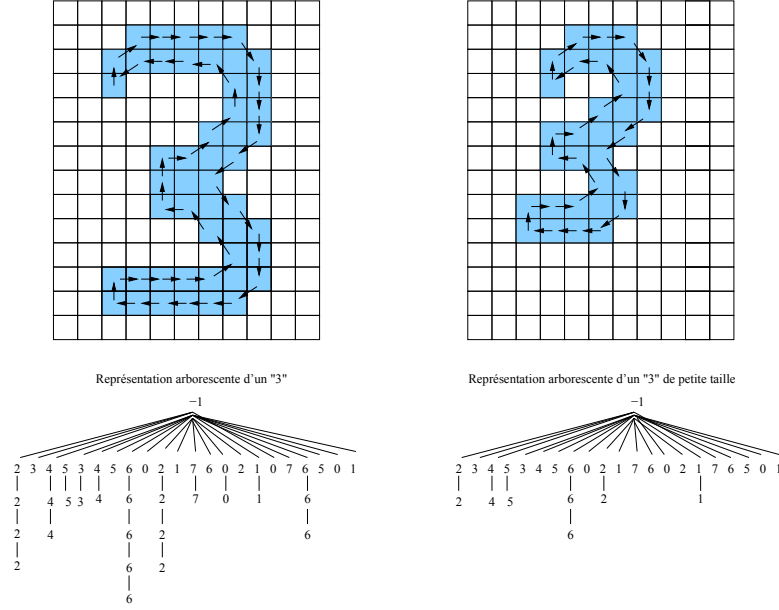 Représentation arborescente d'un "3"
−1
2 3 4 5 3 4 5 6 0 2 1 7 6 0 2 1 0 7 6 5 0 1
2 4 5 3 4 6 2 7 0 1 6
2 4 6 2 6
2 6 2
6
Représentation arborescente d'un "3" de petite taille
−1
2 3 4 5 3 4 5 6 0 2 1 7 6 0 2 1 0 7 6 5 0 1
2 4 5 6 2 1
6